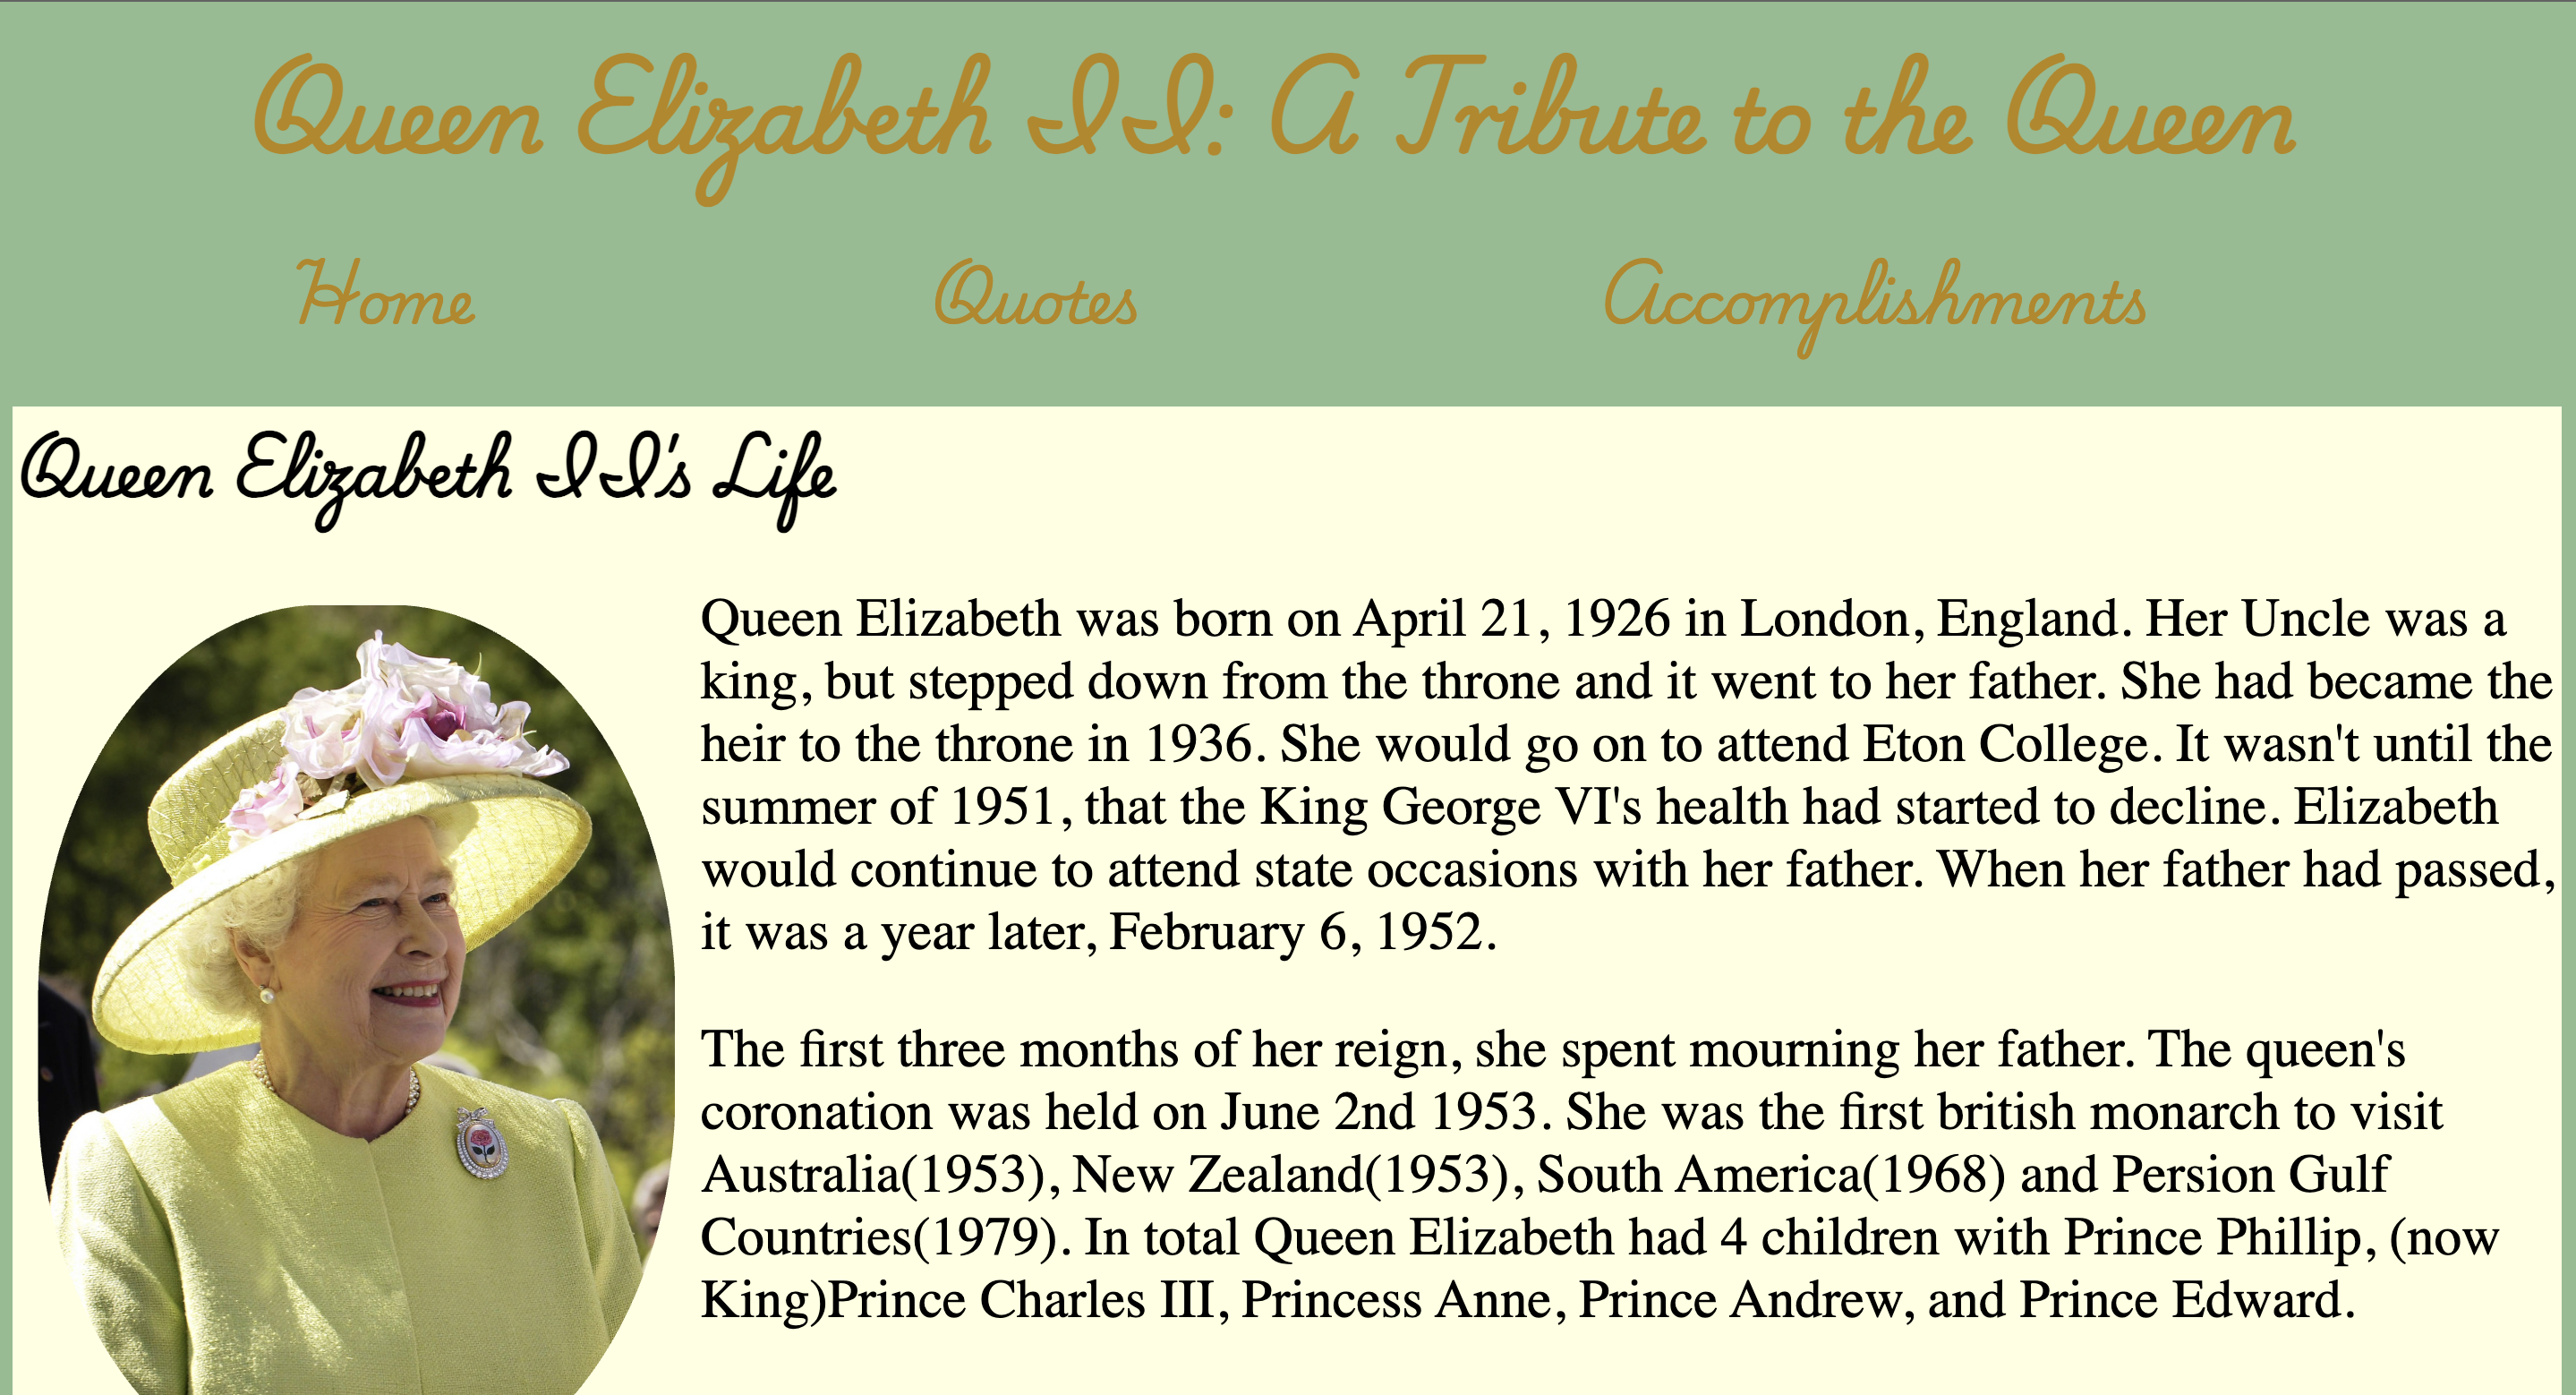 Queen Elizabeth II: A Tribute to the Queen
Home Quotes Accomplishments
Queen Elizabeth II's Life
Queen Elizabeth was born on April 21, 1926 in London, England. Her Uncle was a
king, but stepped down from the throne and it went to her father. She had became the
heir to the throne in 1936. She would go on to attend Eton College. It wasn't until the
summer of 1951, that the King George VI's health had started to decline. Elizabeth
would continue to attend state occasions with her father. When her father had passed,
it was a year later, February 6, 1952.
The first three months of her reign, she spent mourning her father. The queen's
coronation was held on June 2nd 1953. She was the first british monarch to visit
Australia(1953), New Zealand(1953), South America(1968) and Persion Gulf
Countries(1979). In total Queen Elizabeth had 4 children with Prince Phillip, (now
King)Prince Charles III, Princess Anne, Prince Andrew, and Prince Edward.